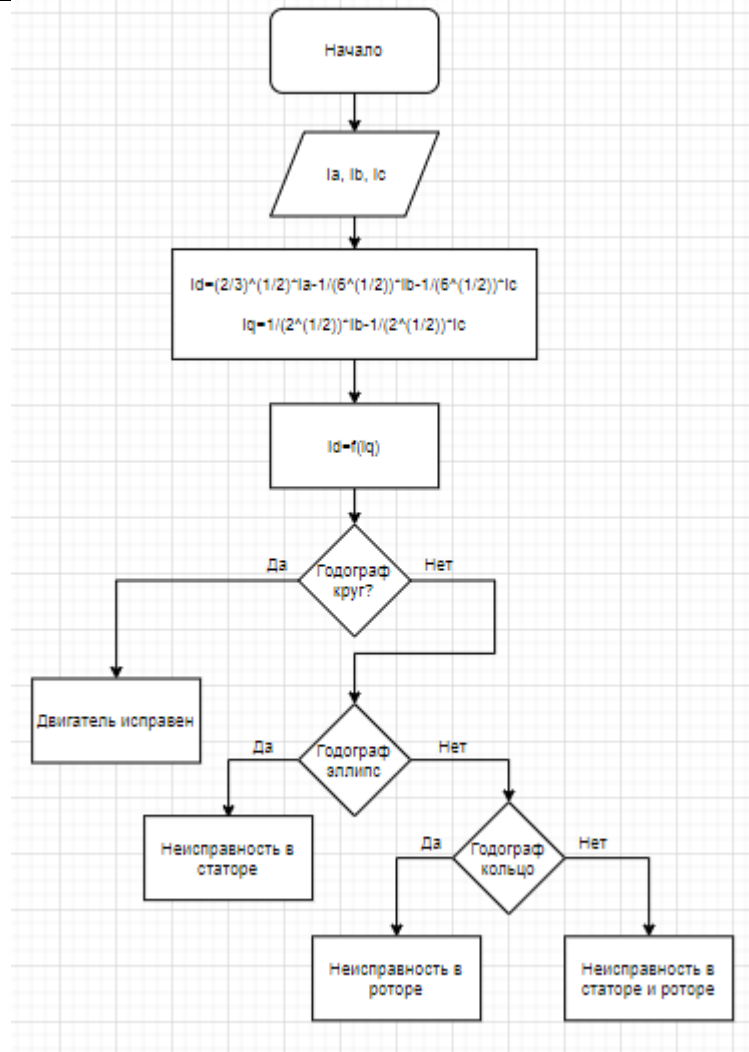 Начало
Ia, Ib, Ic
Id=(2/3)^(1/2)*Ia-1/(6^(1/2))*Ib-1/(6^(1/2))*Ic
Iq=1/(2^(1/2))*Ib-1/(2^(1/2))*Ic
Id=f(Iq)
Да
Годограф
круг?
Нет
Двигатель исправен
Да
Годограф
эллипс
Нет
Неисправность в
статоре
Да
Годограф
кольцо
Нет
Неисправность в
роторе
Неисправность в
статоре и роторе